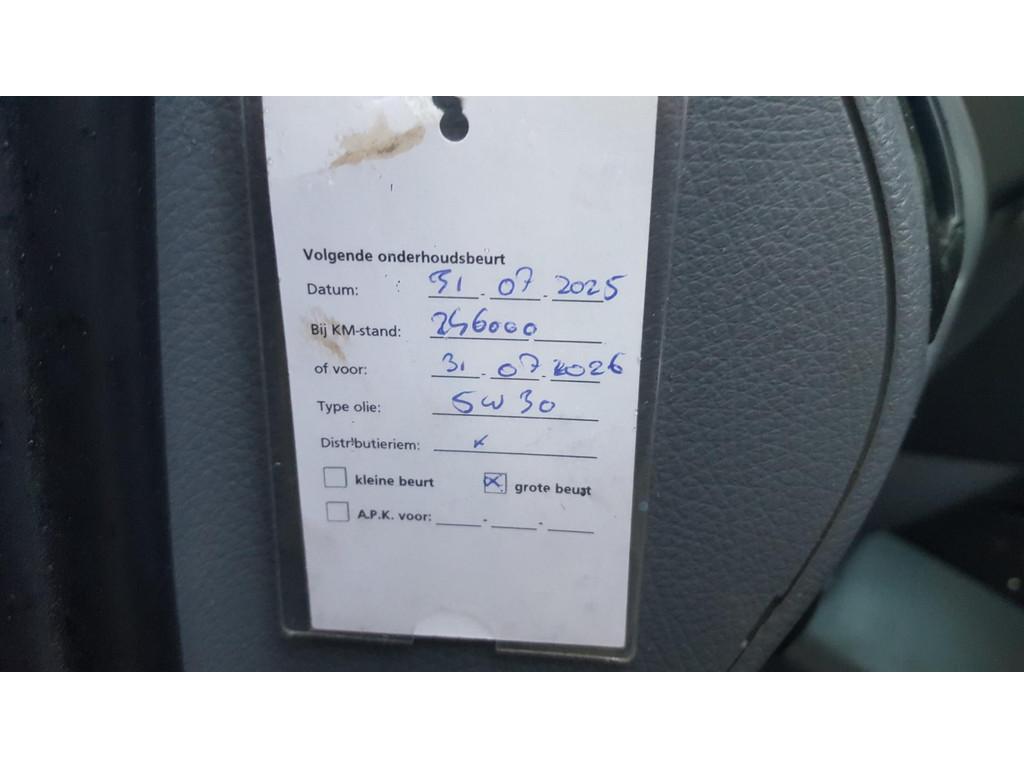 Volgende onderhoudsbeurt
Datum: 31.07.2025
Bij KM-stand: 246000
of voor: 31.07.2026
Type olie: 5w30
Distributieriem: x
kleine beurt x grote beurt
A.P.K. voor: - -